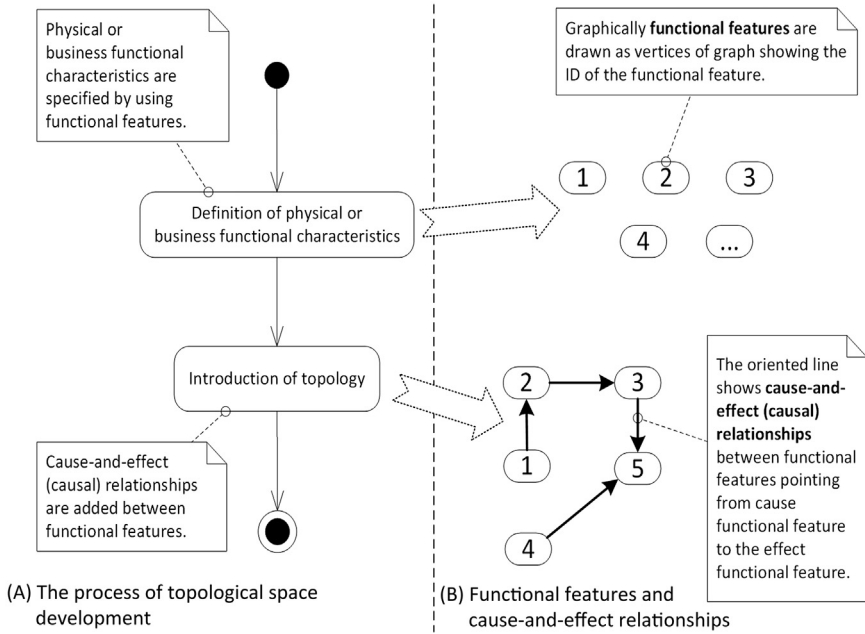 Physical or
business functional
characteristics are
specified by using
functional features.
Definition of physical or
business functional characteristics
Introduction of topology
Cause-and-effect
(causal) relationships
are added between
functional features.
(A) The process of topological space
development
Graphically functional features are
drawn as vertices of graph showing the
ID of the functional feature.
1 2 3
4 ...
2 3
1 5
4
The oriented line
shows cause-and-
effect (causal)
relationships
between functional
features pointing
from cause
functional feature
to the effect
functional feature.
(B) Functional features and
cause-and-effect relationships